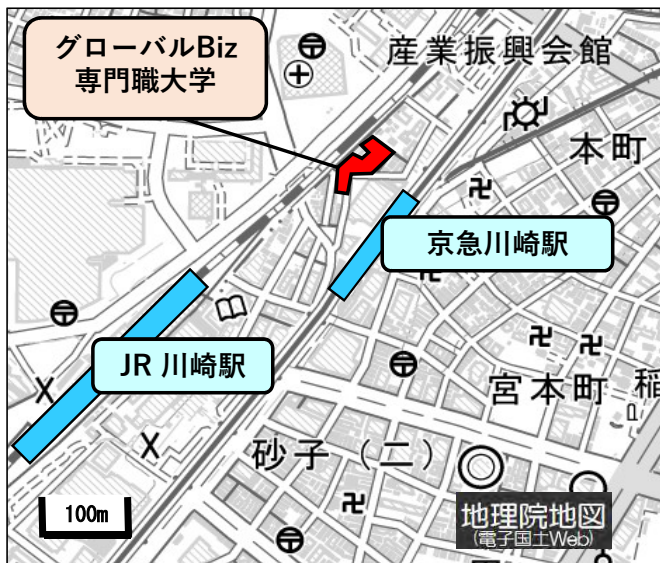 グローバルBiz
専門職大学
産業振興会館
本町
京急川崎駅
JR 川崎駅
宮本町
稲
砂子（二）
100m
地理院地図
(電子国土Web)